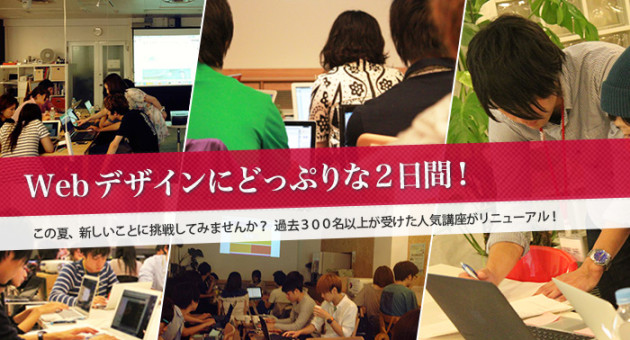 Webデザインにどっぷりな２日間！
この夏、新しいことに挑戦してみませんか？ 過去３００名以上が受けた人気講座がリニューアル！